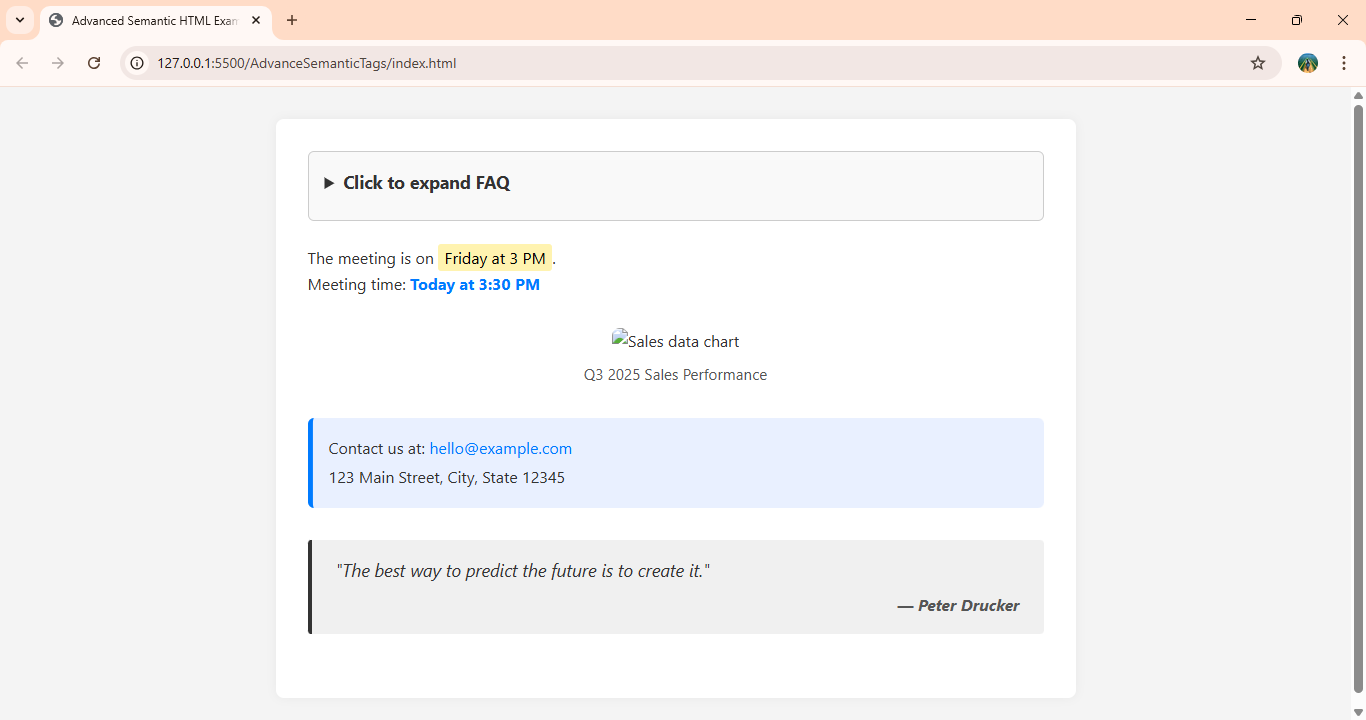 Advanced Semantic HTML Exam
127.0.0.1:5500/AdvanceSemanticTags/index.html
Click to expand FAQ
The meeting is on Friday at 3 PM.
Meeting time: Today at 3:30 PM
Sales data chart
Q3 2025 Sales Performance
Contact us at: hello@example.com
123 Main Street, City, State 12345
"The best way to predict the future is to create it."
— Peter Drucker